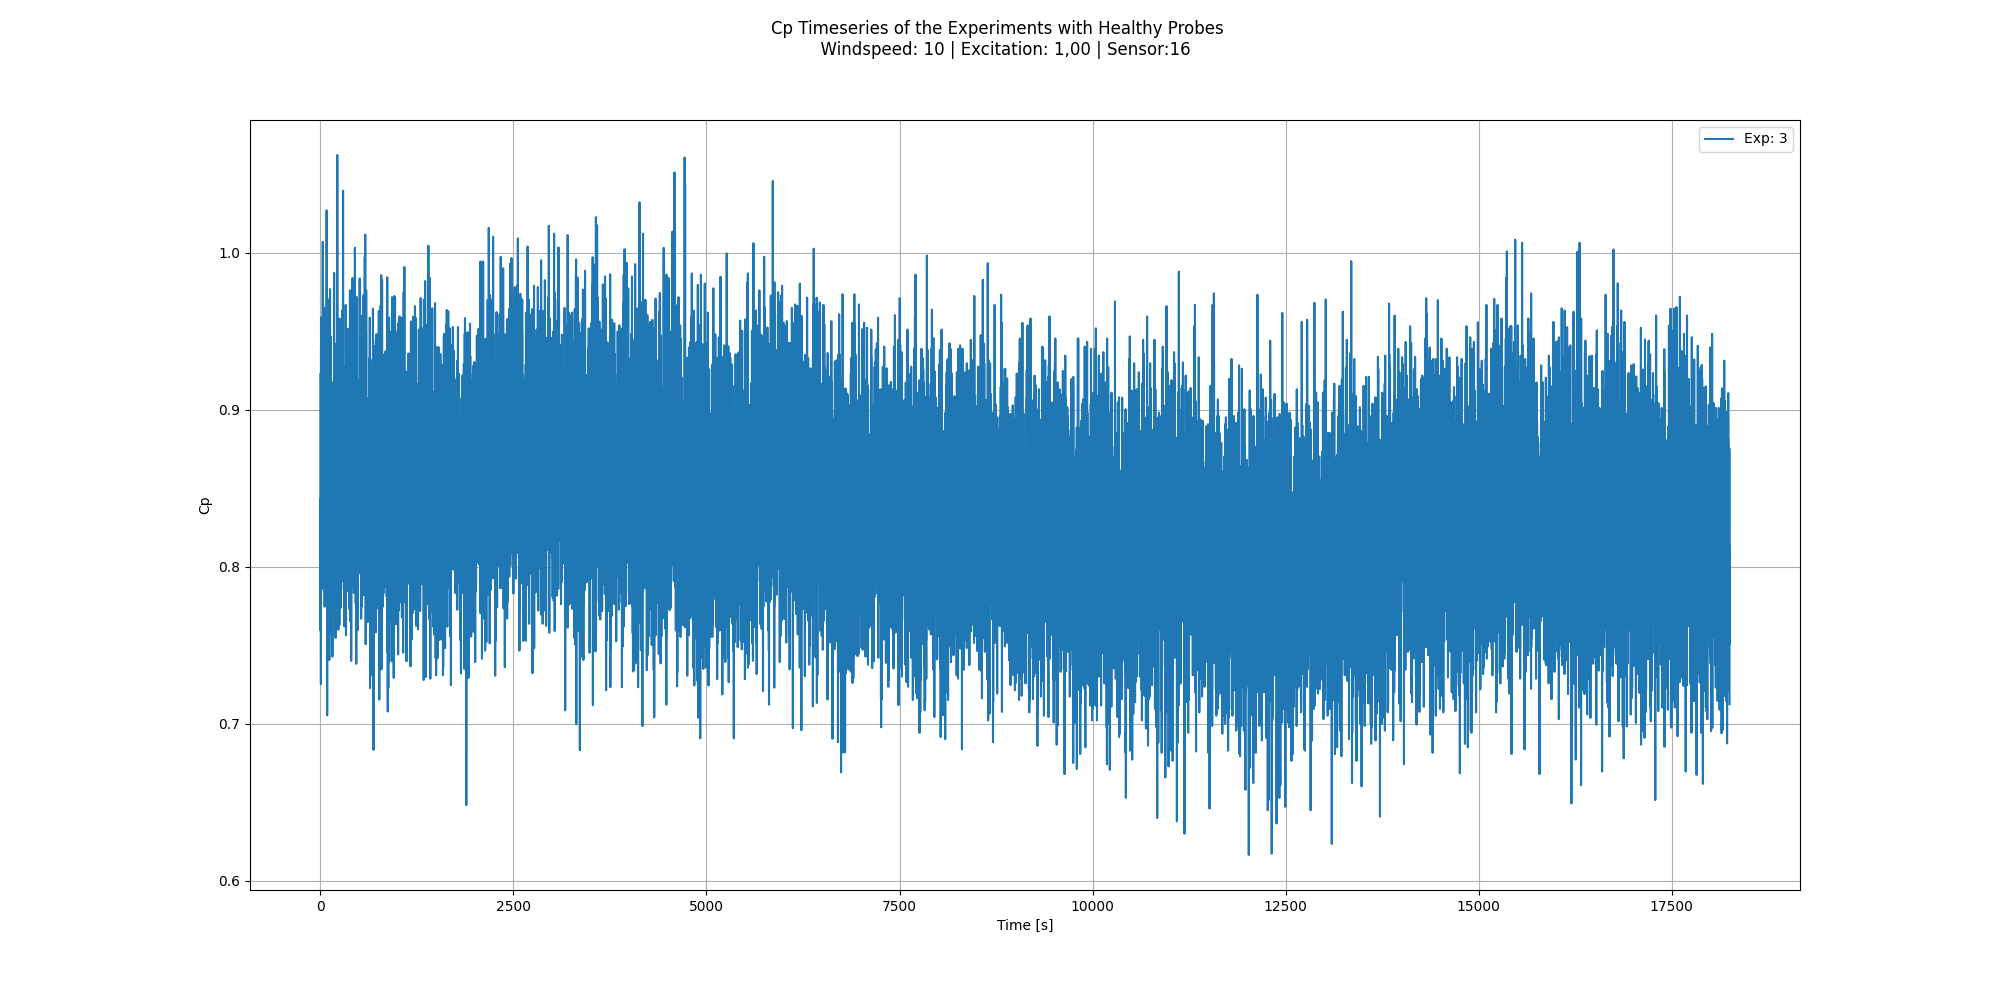 Cp Timeseries of the Experiments with Healthy Probes
Windspeed: 10 | Excitation: 1,00 | Sensor:16
Exp: 3
1.0
0.9
0.8
0.7
0.6
Cp
0 2500 5000 7500 10000 12500 15000 17500
Time [s]